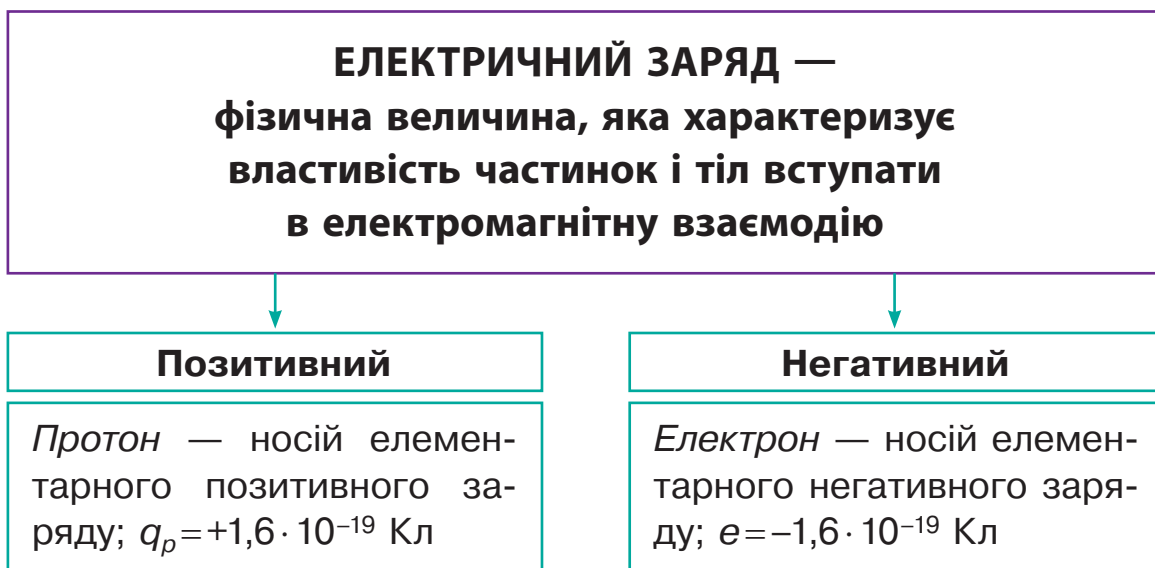 ЕЛЕКТРИЧНИЙ ЗАРЯД —
фізична величина, яка характеризує
властивість частинок і тіл вступати
в електромагнітну взаємодію
Позитивний
Протон — носій елемен-
тарного позитивного за-
ряду; qₚ=+1,6·10⁻¹⁹ Кл
Негативний
Електрон — носій елемен-
тарного негативного заря-
ду; e=−1,6·10⁻¹⁹ Кл